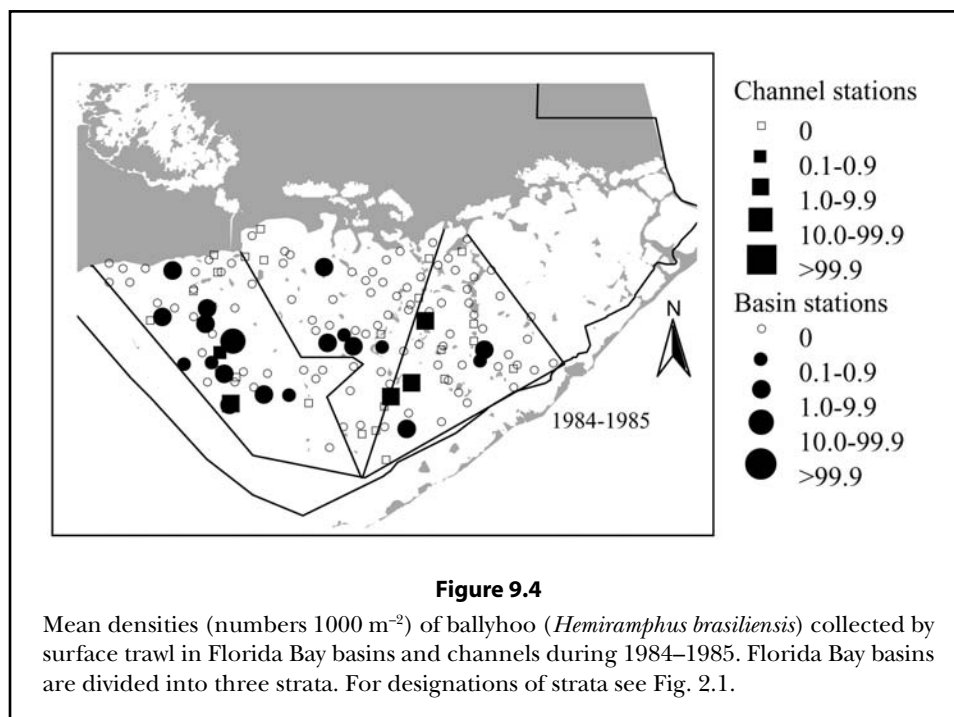 Channel stations
0
0.1-0.9
1.0-9.9
10.0-99.9
>99.9
Basin stations
0
0.1-0.9
1.0-9.9
10.0-99.9
>99.9
N
1984-1985
Figure 9.4
Mean densities (numbers 1000 m⁻²) of ballyhoo (Hemiramphus brasiliensis) collected by
surface trawl in Florida Bay basins and channels during 1984–1985. Florida Bay basins
are divided into three strata. For designations of strata see Fig. 2.1.